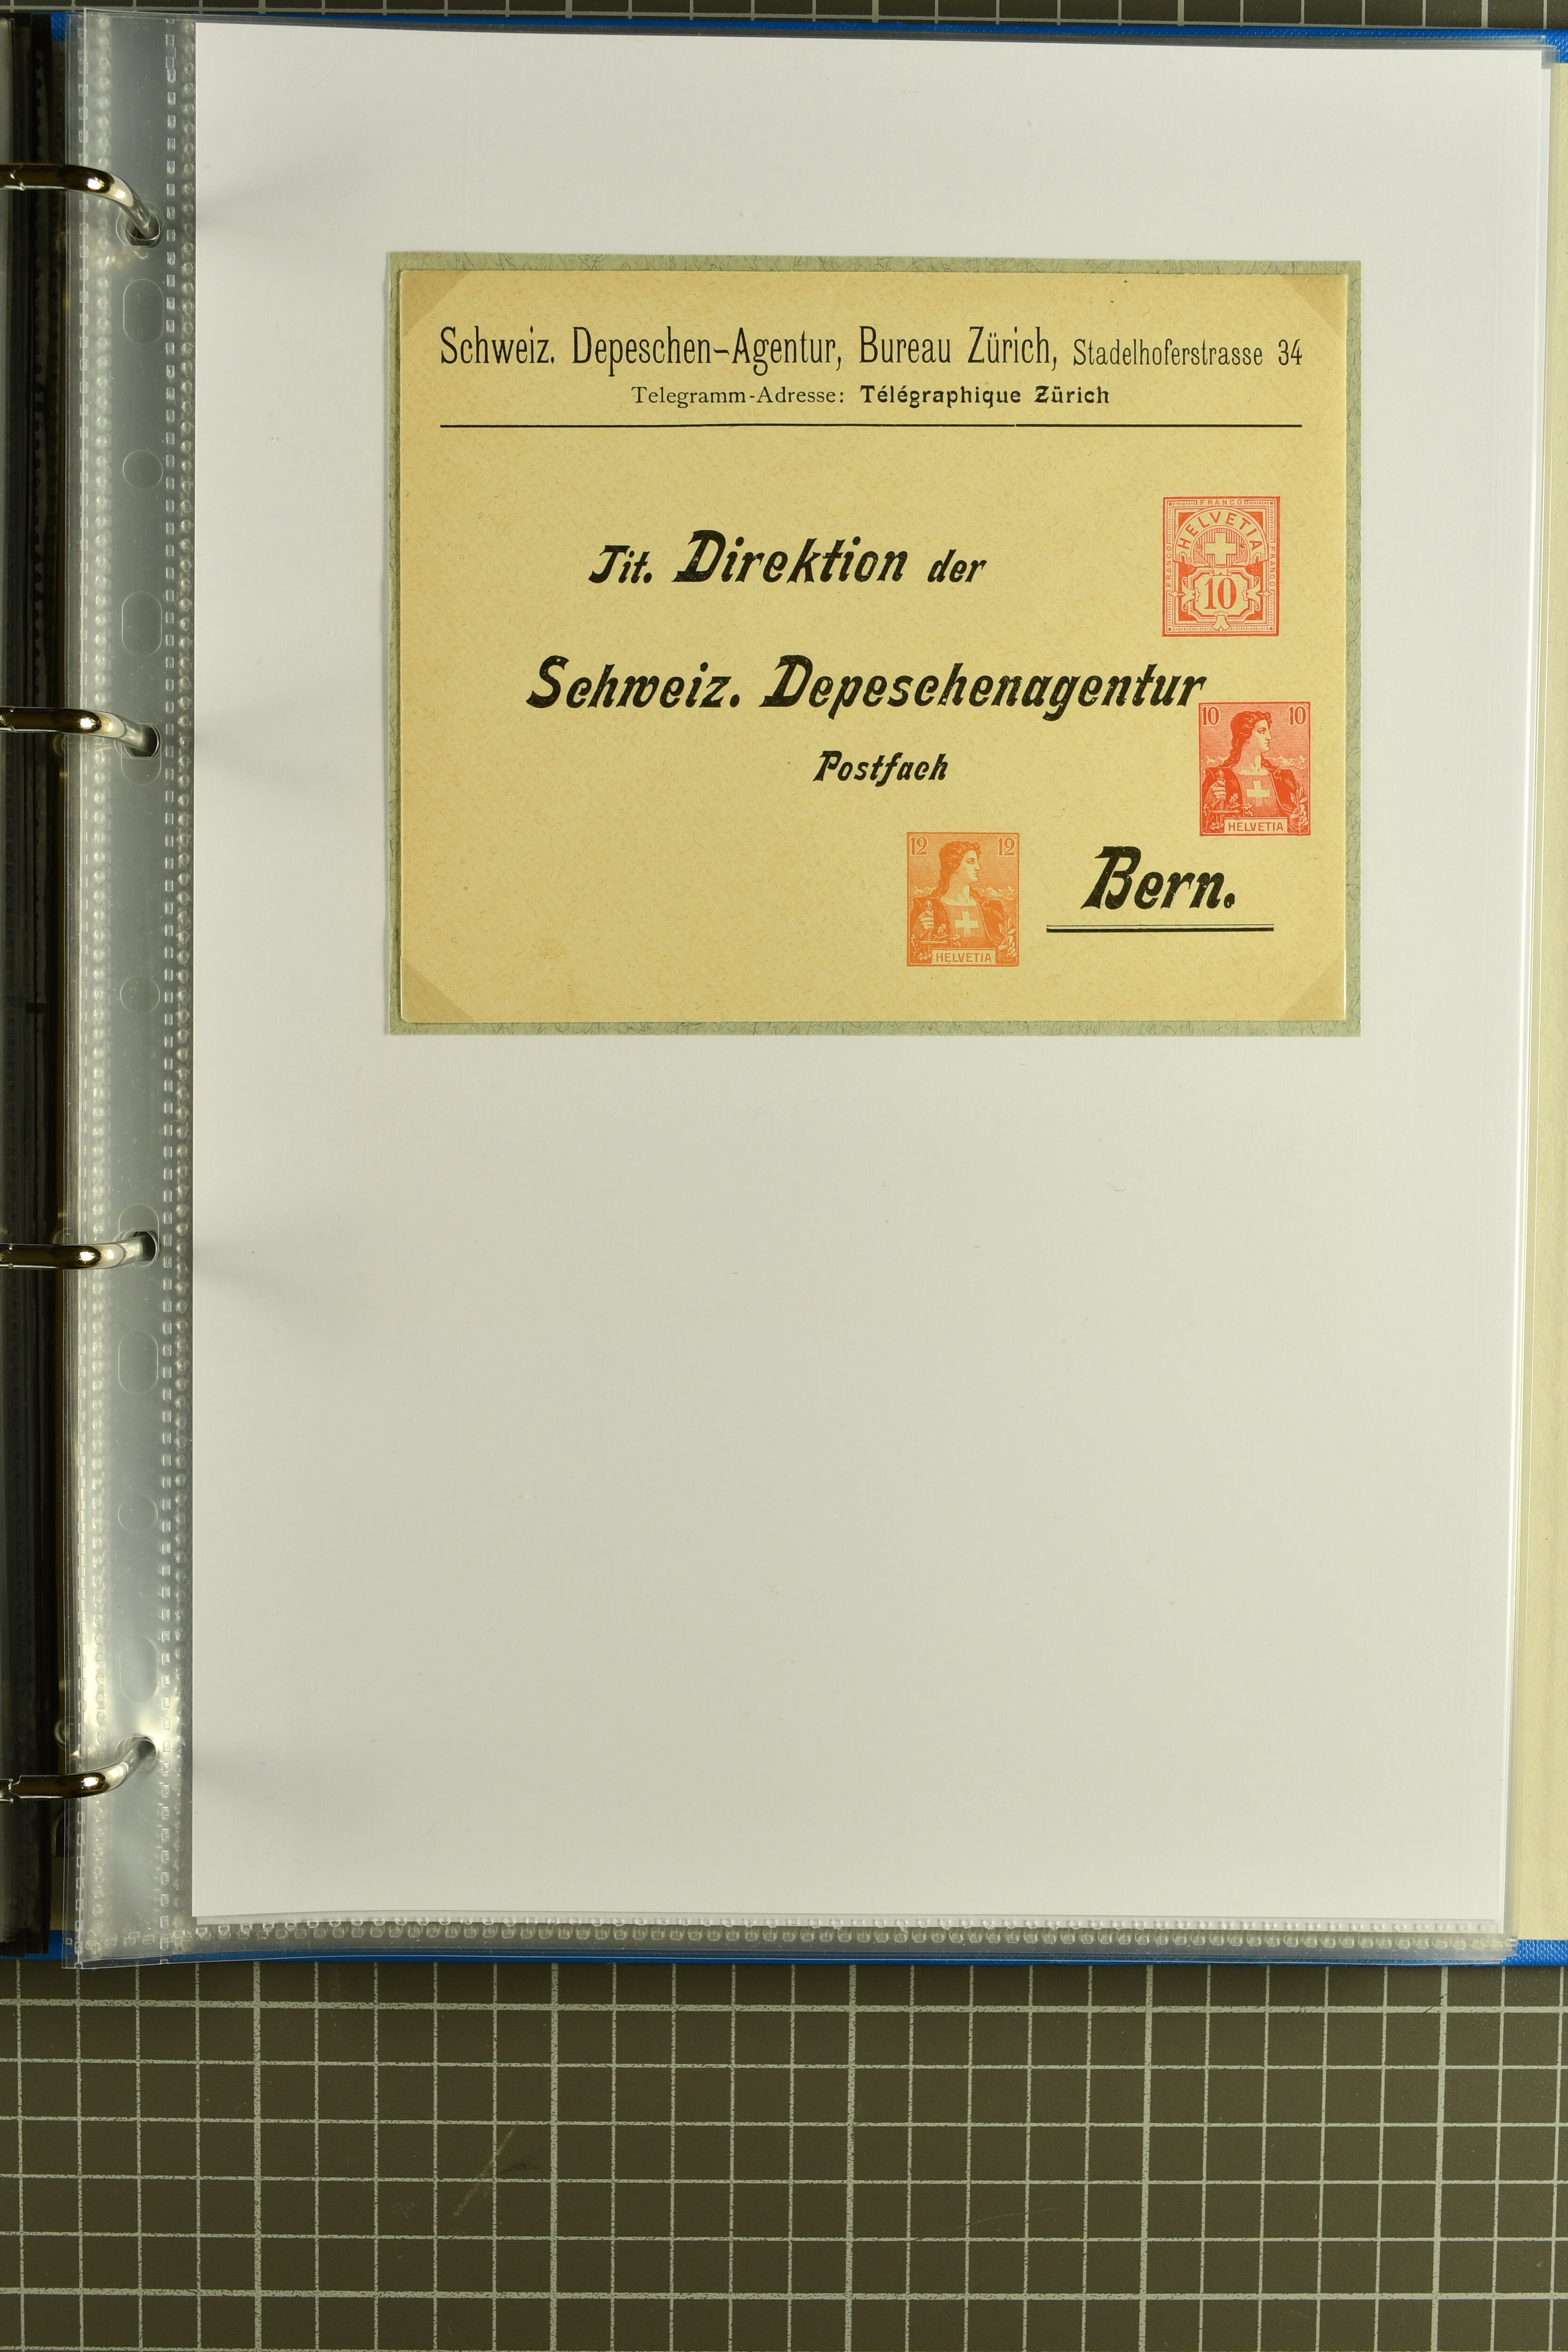 Schweiz. Depeschen-Agentur, Bureau Zürich, Stadelhoferstrasse 34
Telegramm-Adresse: Télégraphique Zürich
FRANCO
FRANCO
HELVETIA
FRANCO
10
Tit. Direktion der
Schweiz. Depeschenagentur
10 10
HELVETIA
Postfach
12 12
HELVETIA
Bern.